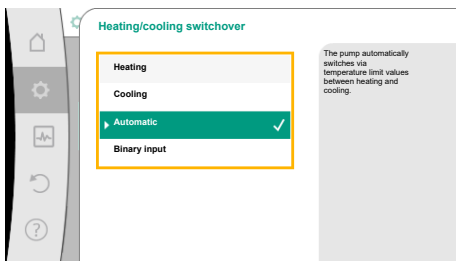 Heating/cooling switchover
Heating
Cooling
Automatic
Binary input
The pump automatically
switches via
temperature limit values
between heating and
cooling.
?